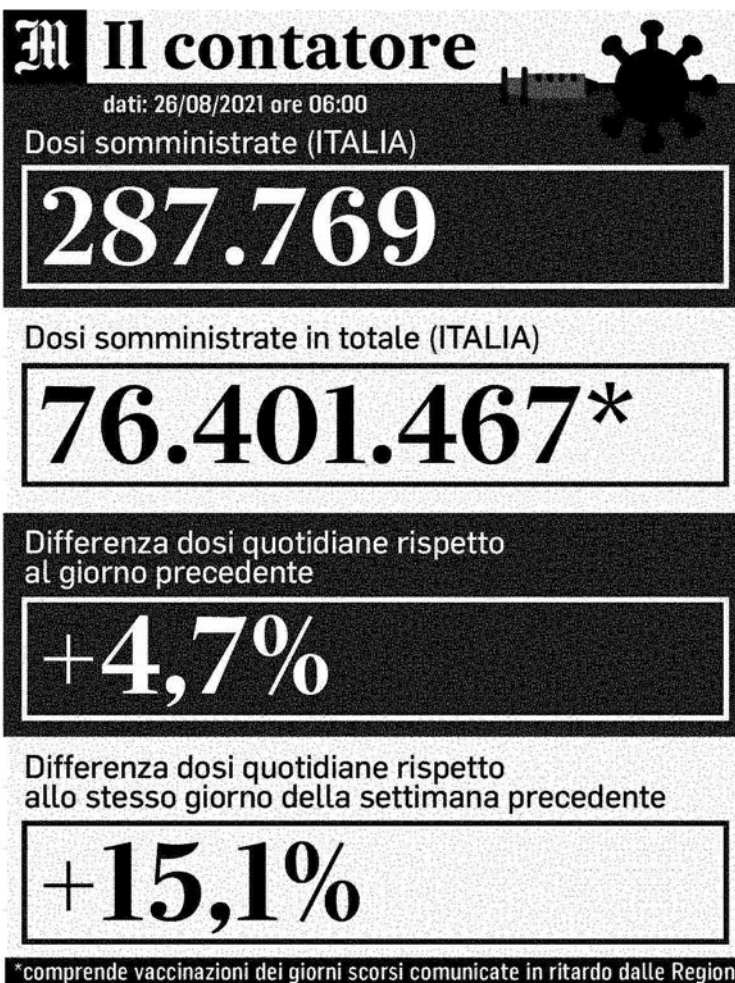 M Il contatore
dati: 26/08/2021 ore 06:00
Dosi somministrate (ITALIA)
287.769
Dosi somministrate in totale (ITALIA)
76.401.467*
Differenza dosi quotidiane rispetto
al giorno precedente
+4,7%
Differenza dosi quotidiane rispetto
allo stesso giorno della settimana precedente
+15,1%
*comprende vaccinazioni dei giorni scorsi comunicate in ritardo dalle Region